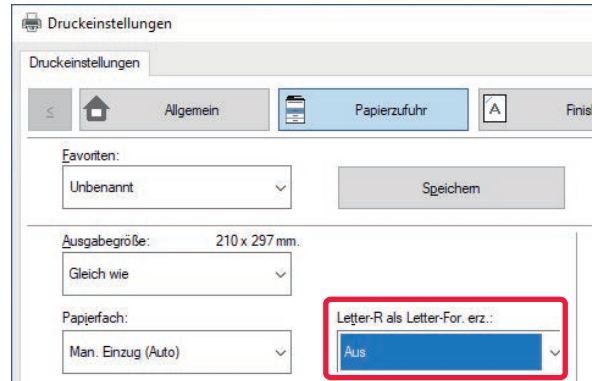 Druckeinstellungen
Druckeinstellungen
≤ Allgemein Papierzufuhr A Finis
Favoriten:
Unbenannt Speichern
Ausgabegröße: 210 x 297 mm.
Gleich wie
Papierfach: Letter-R als Letter-For. erz.:
Man. Einzug (Auto) Aus